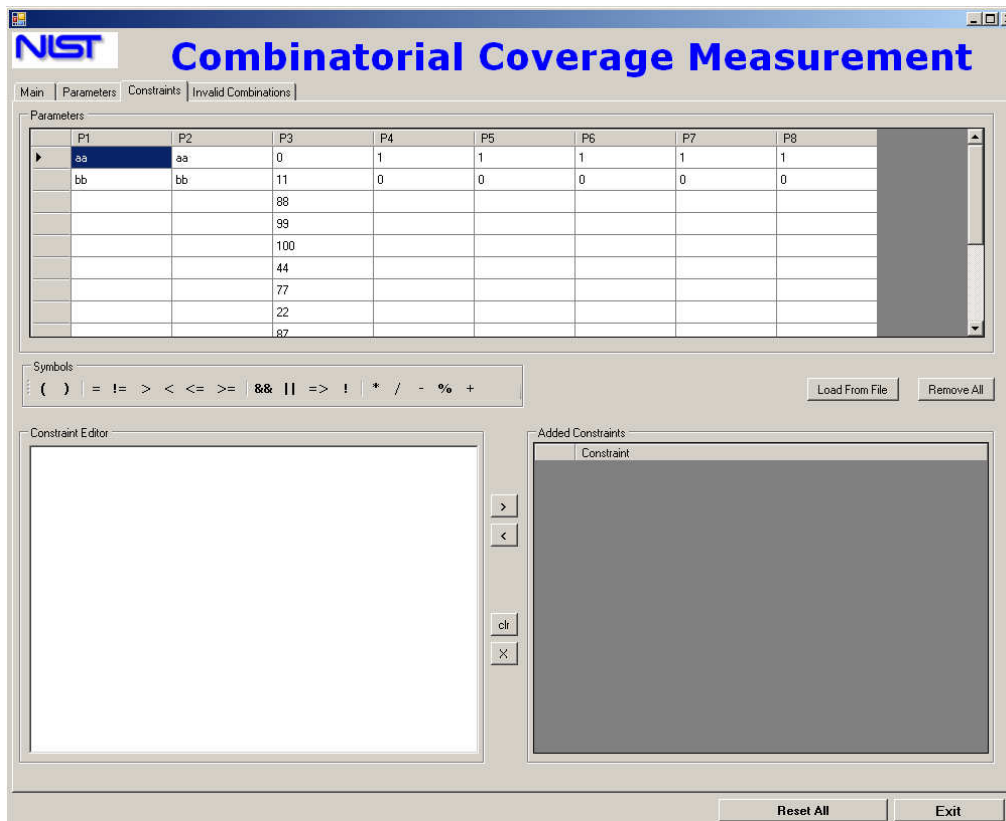 NIST
Combinatorial Coverage Measurement
Main Parameters Constraints Invalid Combinations
Parameters
P1 P2 P3 P4 P5 P6 P7 P8
aa aa 0 1 1 1 1 1
bb bb 11 0 0 0 0 0
88
99
100
44
77
22
87
Symbols
( ) = != > < <= >= && || => ! * / - % +
Load From File Remove All
Constraint Editor Added Constraints
Constraint
>
<
clr
X
Reset All Exit